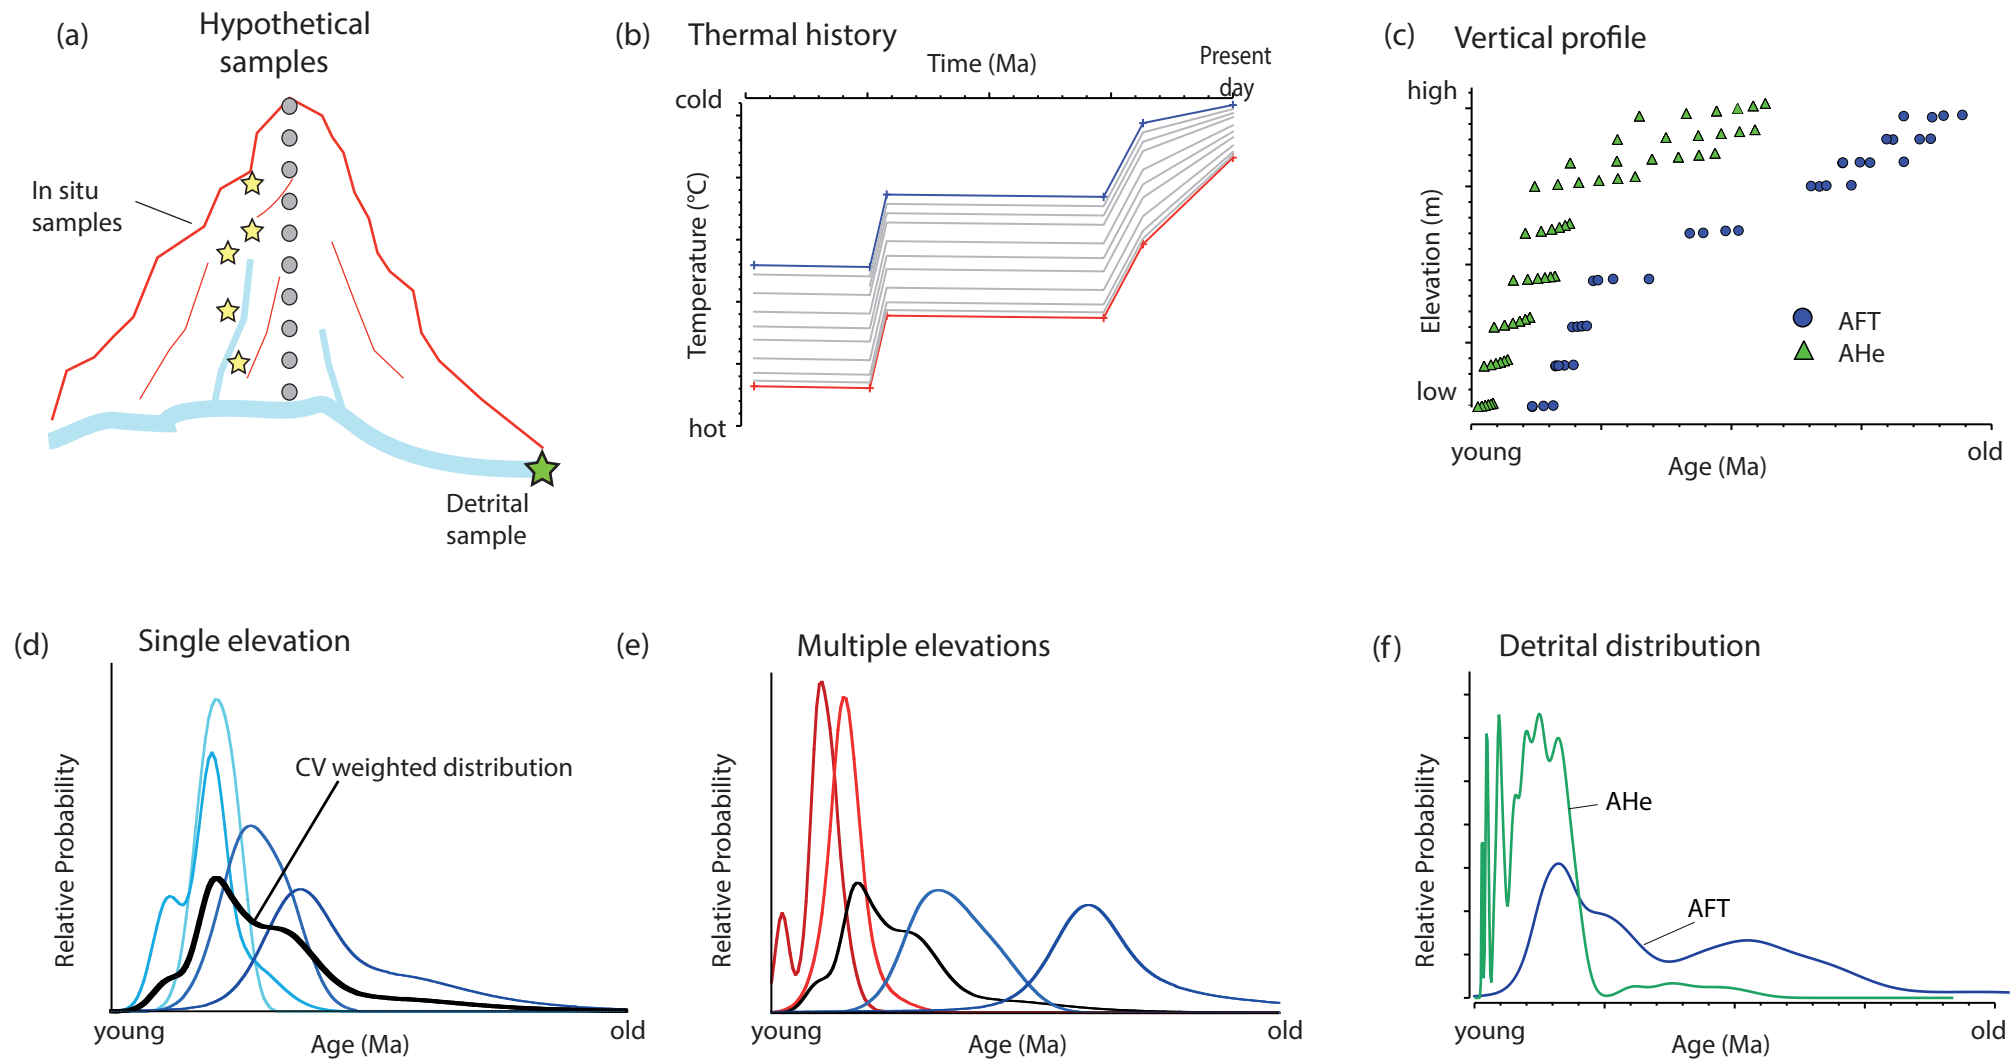 (a)
Hypothetical
samples
In situ
samples
Detrital
sample
(b)
Thermal history
Time (Ma)
Present
day
cold
Temperature (°C)
hot
(c)
Vertical profile
high
Elevation (m)
low
AFT
AHe
young
Age (Ma)
old
(d)
Single elevation
Relative Probability
CV weighted distribution
young
Age (Ma)
old
(e)
Multiple elevations
Relative Probability
young
Age (Ma)
old
(f)
Detrital distribution
Relative Probability
AHe
AFT
young
Age (Ma)
old